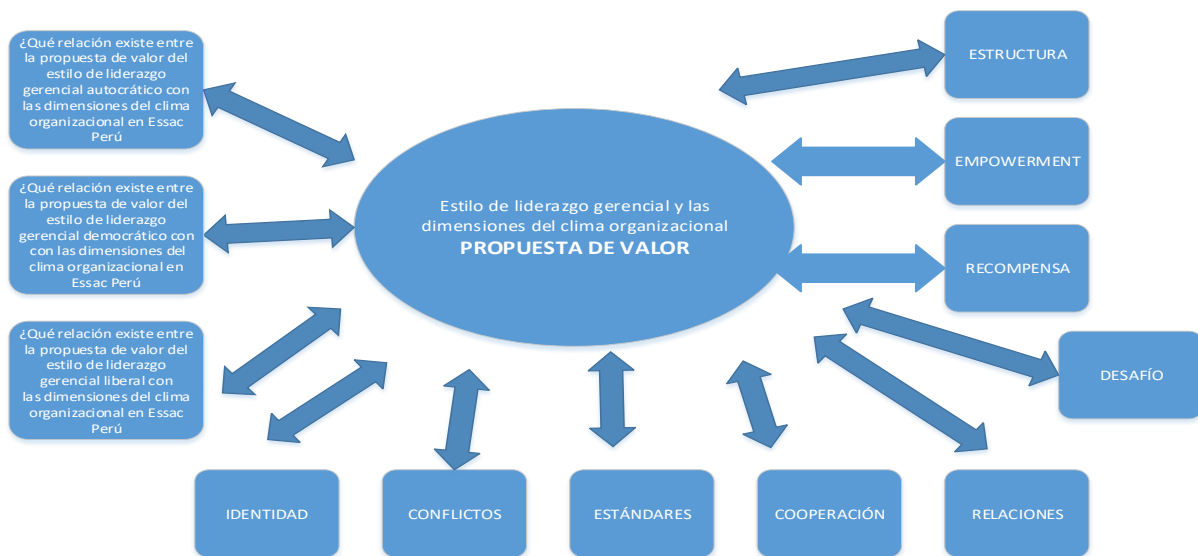 ¿Qué relación existe entre
la propuesta de valor del
estilo de liderazgo
gerencial autocrático con
las dimensiones del clima
organizacional en Essac
Perú
¿Qué relación existe entre
la propuesta de valor del
estilo de liderazgo
gerencial democrático con
con las dimensiones del
clima organizacional en
Essac Perú
¿Qué relación existe entre
la propuesta de valor del
estilo de liderazgo
gerencial liberal con
las dimensiones del clima
organizacional en Essac
Perú
Estilo de liderazgo gerencial y las
dimensiones del clima organizacional
PROPUESTA DE VALOR
ESTRUCTURA
EMPOWERMENT
RECOMPENSA
DESAFÍO
IDENTIDAD
CONFLICTOS
ESTÁNDARES
COOPERACIÓN
RELACIONES